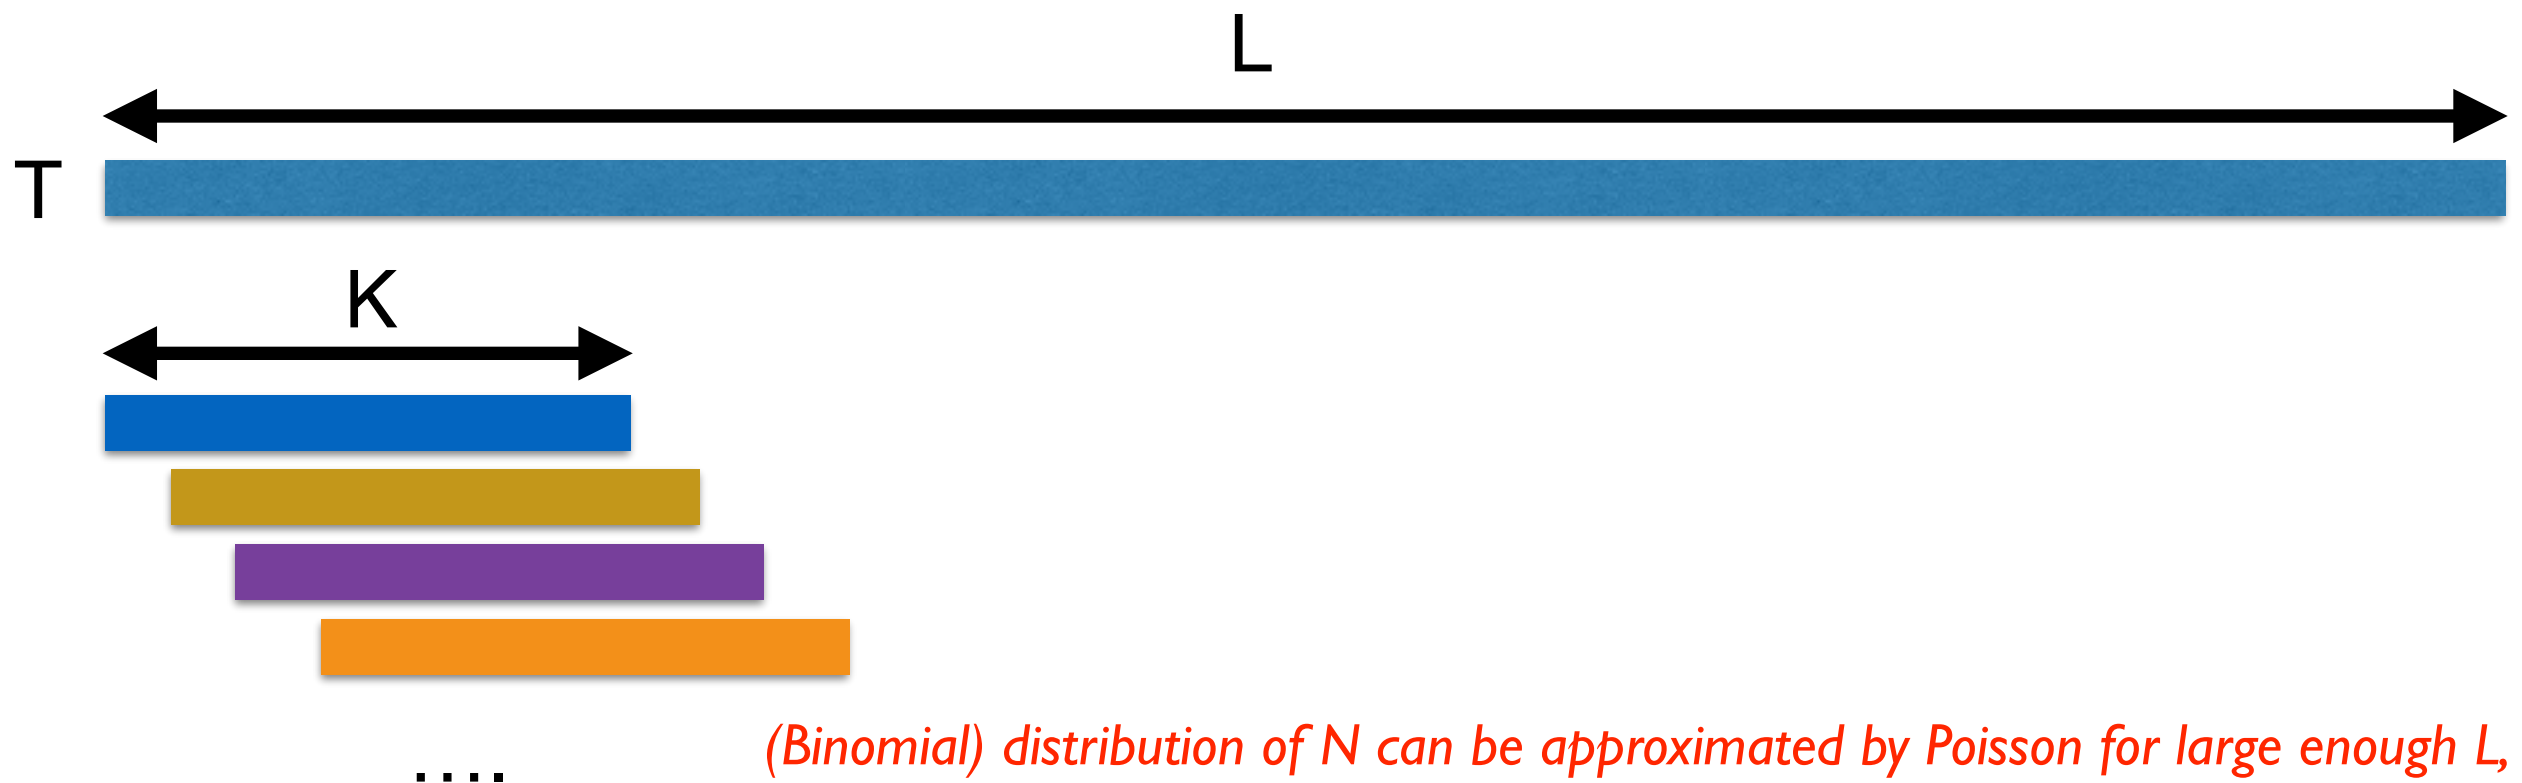 L
T
K
(Binomial) distribution of N can be approximated by Poisson for large enough L,
....